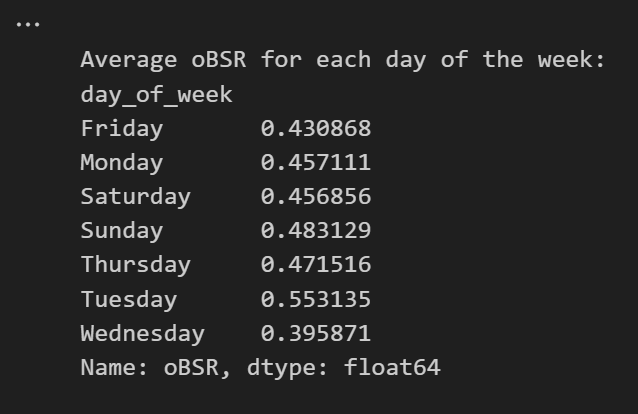 ...
Average oBSR for each day of the week:
day_of_week
Friday 0.430868
Monday 0.457111
Saturday 0.456856
Sunday 0.483129
Thursday 0.471516
Tuesday 0.553135
Wednesday 0.395871
Name: oBSR, dtype: float64